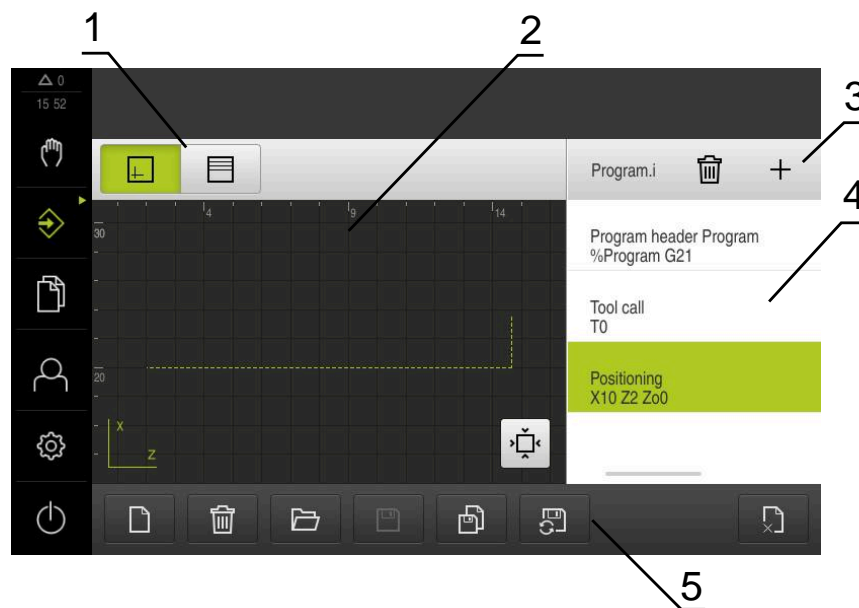 1
2
3
4
5
0
15 52
Program.i
4
9
14
30
20
X
Z
Program header Program
%Program G21
Tool call
T0
Positioning
X10 Z2 Zo0